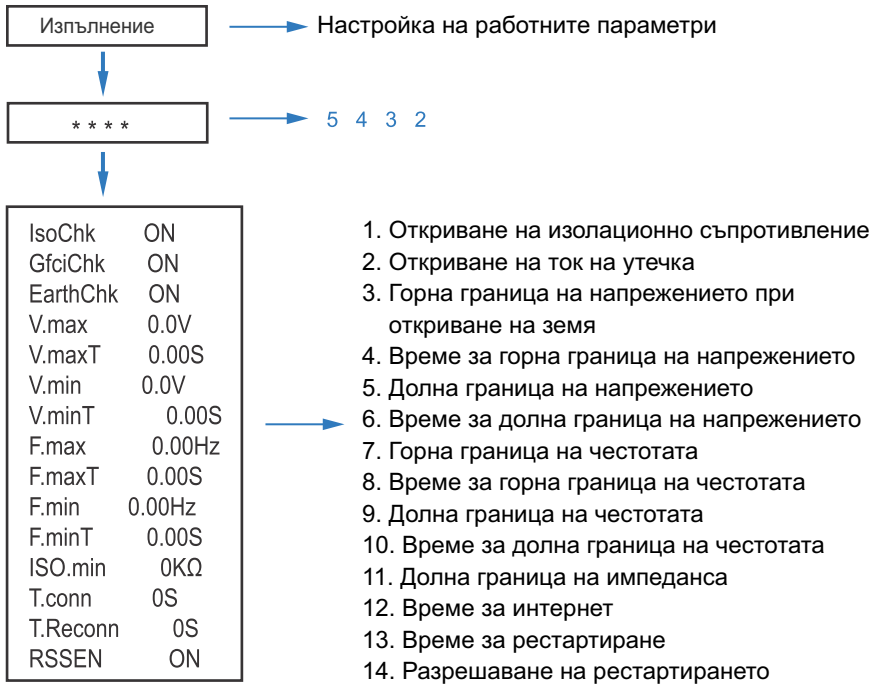 Изпълнение
Настройка на работните параметри
* * * *
5 4 3 2
IsoChk ON
GfciChk ON
EarthChk ON
V.max 0.0V
V.maxT 0.00S
V.min 0.0V
V.minT 0.00S
F.max 0.00Hz
F.maxT 0.00S
F.min 0.00Hz
F.minT 0.00S
ISO.min 0KΩ
T.conn 0S
T.Reconn 0S
RSSEN ON
1. Откриване на изолационно съпротивление
2. Откриване на ток на утечка
3. Горна граница на напрежението при
откриване на земя
4. Време за горна граница на напрежението
5. Долна граница на напрежението
6. Време за долна граница на напрежението
7. Горна граница на честотата
8. Време за горна граница на честотата
9. Долна граница на честотата
10. Време за долна граница на честотата
11. Долна граница на импеданса
12. Време за интернет
13. Време за рестартиране
14. Разрешаване на рестартирането